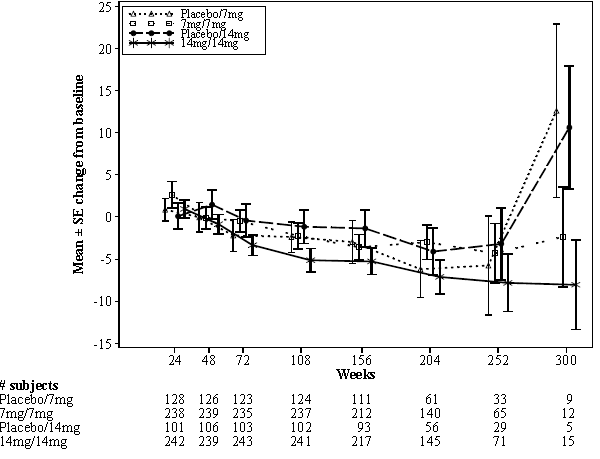 Mean ± SE change from baseline
25
20
15
10
5
0
-5
-10
-15
Placebo/7mg
7mg/7mg
Placebo/14mg
14mg/14mg
24 48 72 108 156 204 252 300
Weeks
# subjects
Placebo/7mg 128 126 123 124 111 61 33 9
7mg/7mg 238 239 235 237 212 140 65 12
Placebo/14mg 101 106 103 102 93 56 29 5
14mg/14mg 242 239 243 241 217 145 71 15